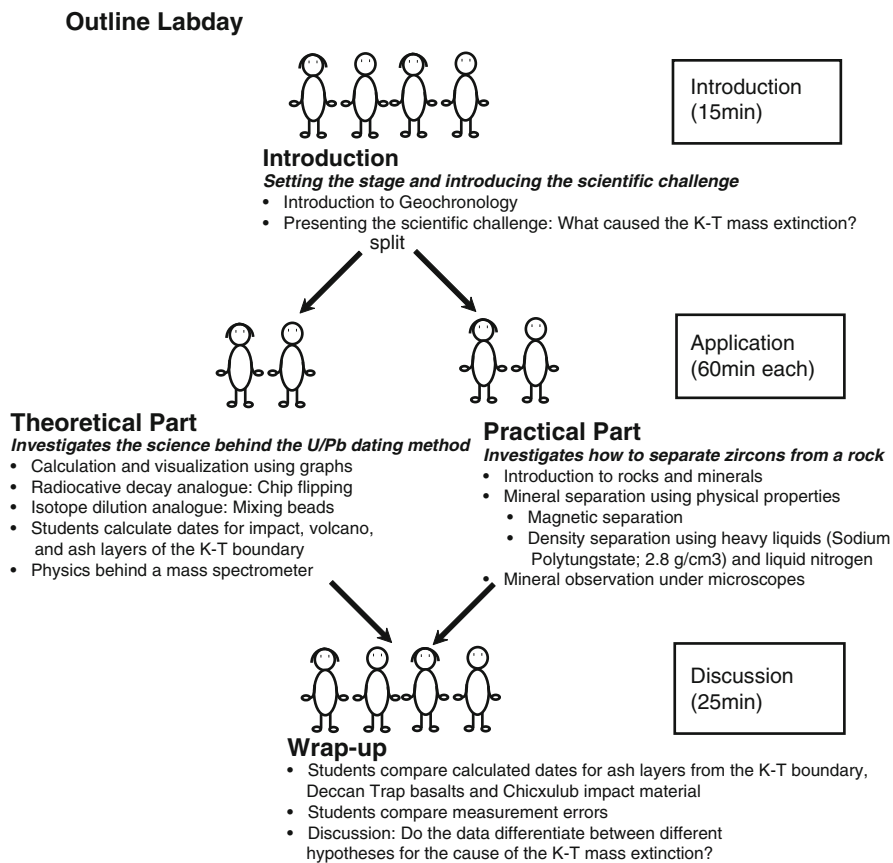 Outline Labday
Introduction
(15min)
Introduction
Setting the stage and introducing the scientific challenge
• Introduction to Geochronology
• Presenting the scientific challenge: What caused the K-T mass extinction?
split
Application
(60min each)
Theoretical Part
Investigates the science behind the U/Pb dating method
• Calculation and visualization using graphs
• Radiocative decay analogue: Chip flipping
• Isotope dilution analogue: Mixing beads
• Students calculate dates for impact, volcano,
and ash layers of the K-T boundary
• Physics behind a mass spectrometer
Practical Part
Investigates how to separate zircons from a rock
• Introduction to rocks and minerals
• Mineral separation using physical properties
• Magnetic separation
• Density separation using heavy liquids (Sodium
Polytungstate; 2.8 g/cm3) and liquid nitrogen
• Mineral observation under microscopes
Discussion
(25min)
Wrap-up
• Students compare calculated dates for ash layers from the K-T boundary,
Deccan Trap basalts and Chicxulub impact material
• Students compare measurement errors
• Discussion: Do the data differentiate between different
hypotheses for the cause of the K-T mass extinction?